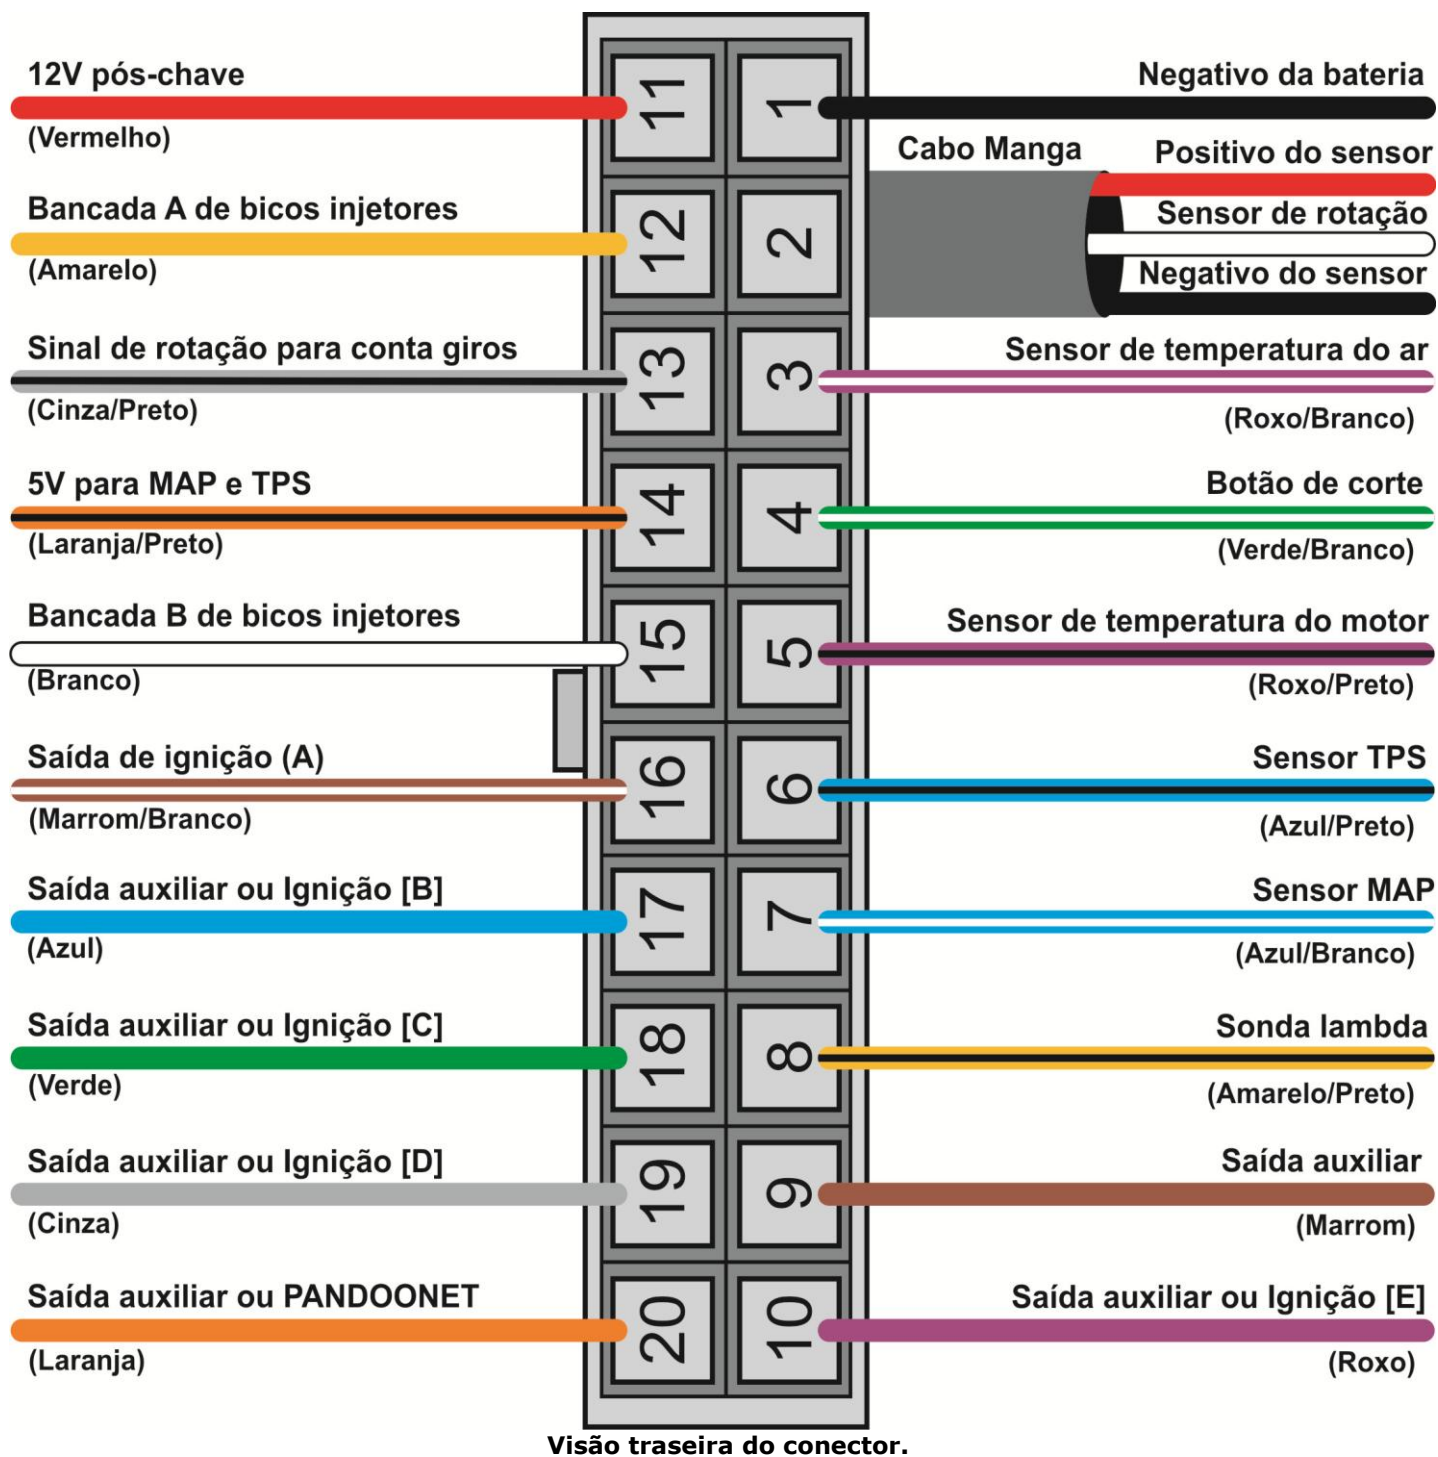 12V pós-chave
(Vermelho)
11
1
Negativo da bateria
Cabo Manga
Positivo do sensor
Sensor de rotação
Negativo do sensor
Bancada A de bicos injetores
(Amarelo)
12
2
Sinal de rotação para conta giros
(Cinza/Preto)
13
3
Sensor de temperatura do ar
(Roxo/Branco)
5V para MAP e TPS
(Laranja/Preto)
14
4
Botão de corte
(Verde/Branco)
Bancada B de bicos injetores
(Branco)
15
5
Sensor de temperatura do motor
(Roxo/Preto)
Saída de ignição (A)
(Marrom/Branco)
16
6
Sensor TPS
(Azul/Preto)
Saída auxiliar ou Ignição [B]
(Azul)
17
7
Sensor MAP
(Azul/Branco)
Saída auxiliar ou Ignição [C]
(Verde)
18
8
Sonda lambda
(Amarelo/Preto)
Saída auxiliar ou Ignição [D]
(Cinza)
19
9
Saída auxiliar
(Marrom)
Saída auxiliar ou PANDOONET
(Laranja)
20
10
Saída auxiliar ou Ignição [E]
(Roxo)
Visão traseira do conector.